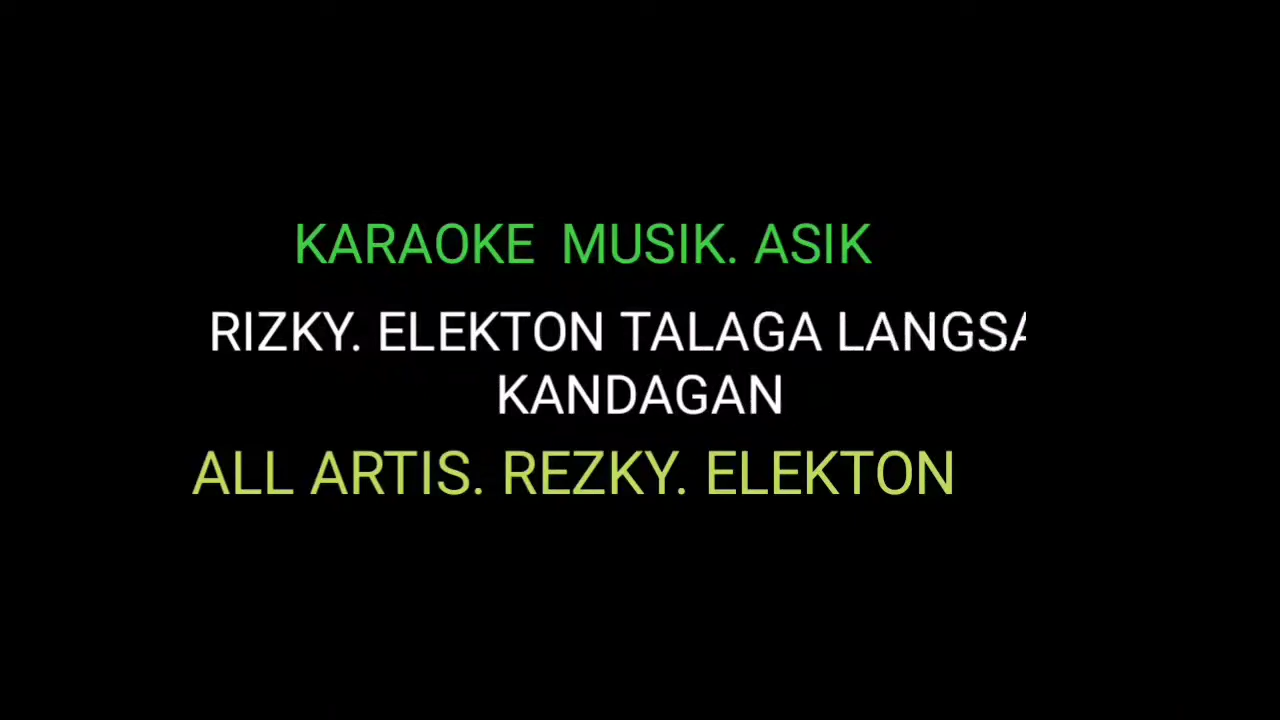 KARAOKE MUSIK. ASIK
RIZKY. ELEKTON TALAGA LANGSA
KANDAGAN
ALL ARTIS. REZKY. ELEKTON